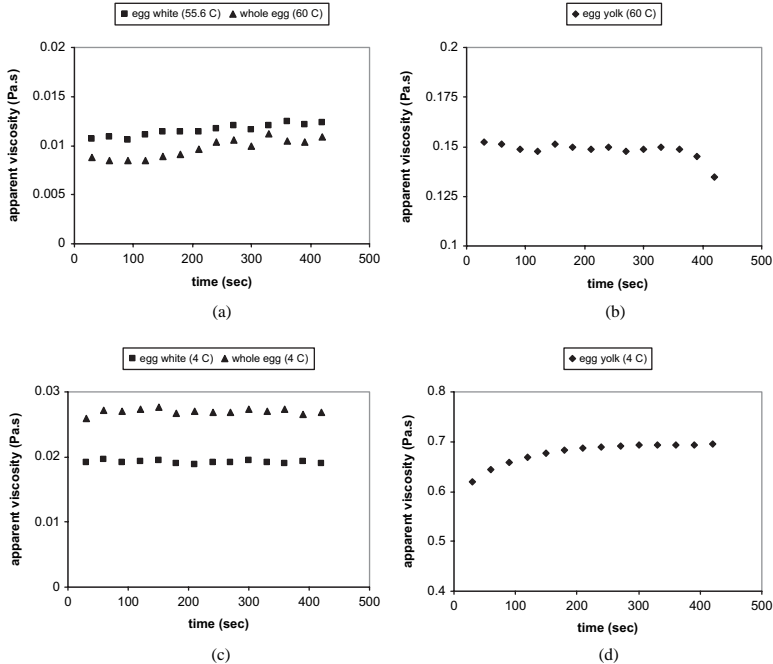 egg white (55.6 C) whole egg (60 C)
0.02
0.015
0.01
0.005
0
apparent viscosity (Pa.s)
0 100 200 300 400 500
time (sec)
(a)
egg yolk (60 C)
0.2
0.175
0.15
0.125
0.1
apparent viscosity (Pa.s)
0 100 200 300 400 500
time (sec)
(b)
egg white (4 C) whole egg (4 C)
0.03
0.02
0.01
0
apparent viscosity (Pa.s)
0 100 200 300 400 500
time (sec)
(c)
egg yolk (4 C)
0.8
0.7
0.6
0.5
0.4
apparent viscosity (Pa.s)
0 100 200 300 400 500
time (sec)
(d)